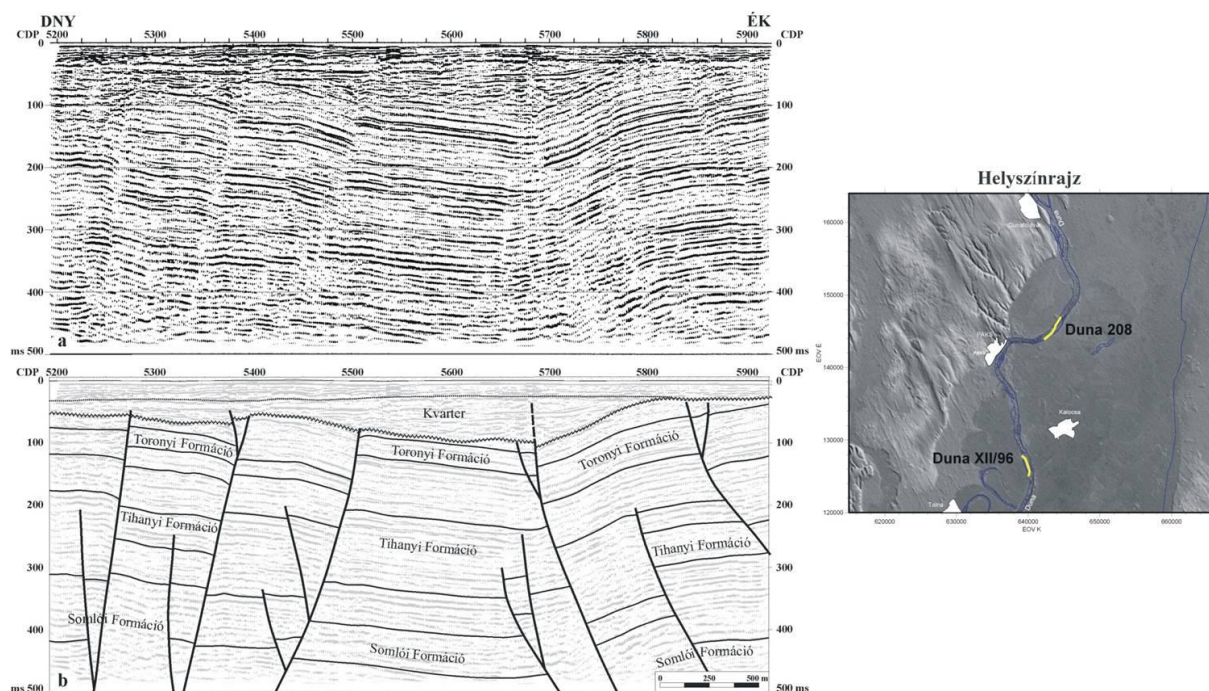 DNY ÉK
CDP 5200 5300 5400 5500 5600 5700 5800 5900 CDP
0 0
100 100
200 200
300 300
400 400
a
ms 500 500 ms
CDP 5200 5300 5400 5500 5600 5700 5800 5900 CDP
0 0
Kvarter
100 100
Toronyi Formáció Toronyi Formáció Toronyi Formáció
200 200
Tihanyi Formáció Tihanyi Formáció Tihanyi Formáció
300 300
Somlói Formáció Somlói Formáció Somlói Formáció
400 400
0 250 500 m
b
ms 500 500 ms
Helyszínrajz
160000
150000
Duna 208
EOV É
140000
Kalocsa
130000
Duna XII/96
Duna
120000
620000 630000 640000 650000 660000
EOV K